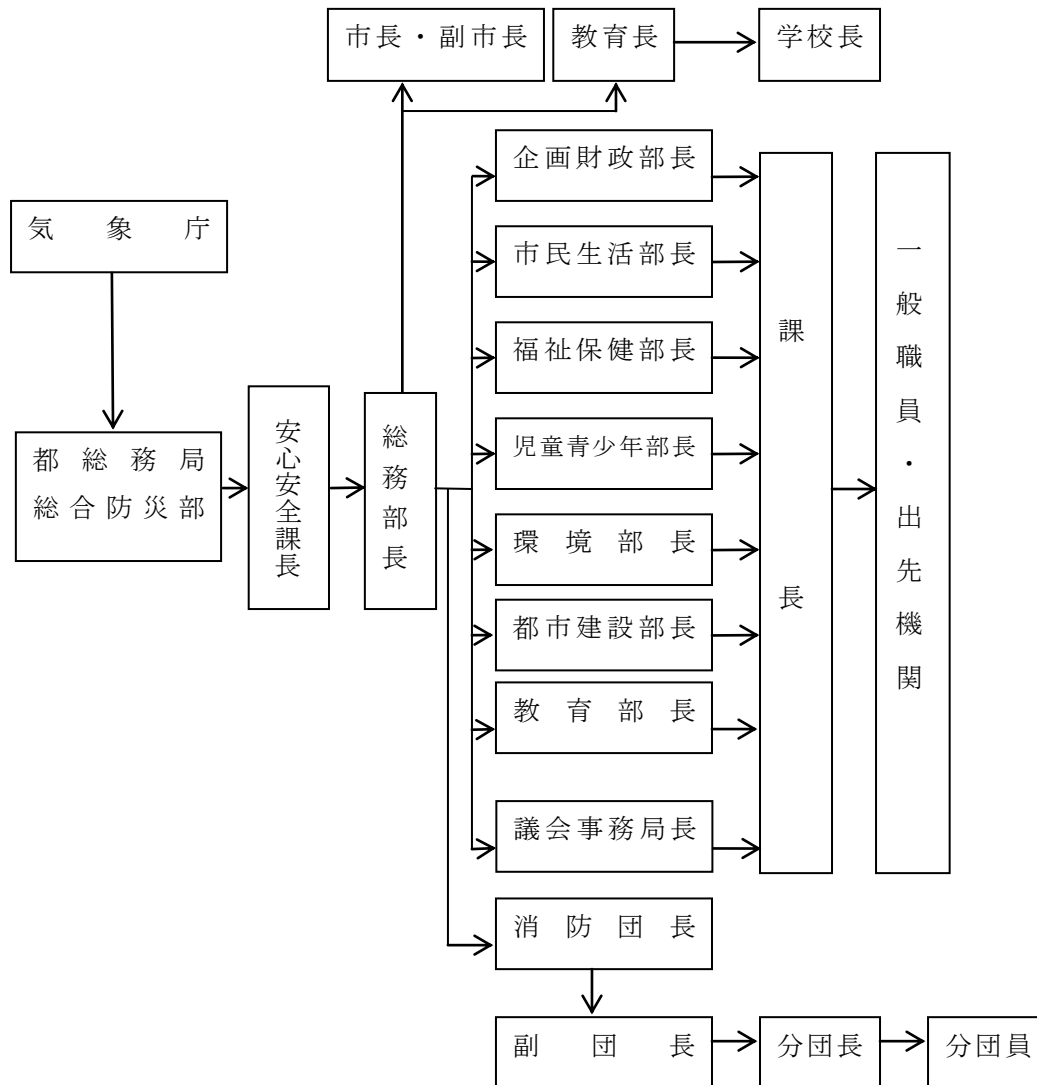 市長・副市長
教育長
学校長
企画財政部長
気象庁
市民生活部長
福祉保健部長
児童青少年部長
環境部長
都市建設部長
教育部長
議会事務局長
都総務局
総合防災部
安心安全課長
総務部長
課長
一般職員・出先機関
消防団長
副団長
分団長
分団員